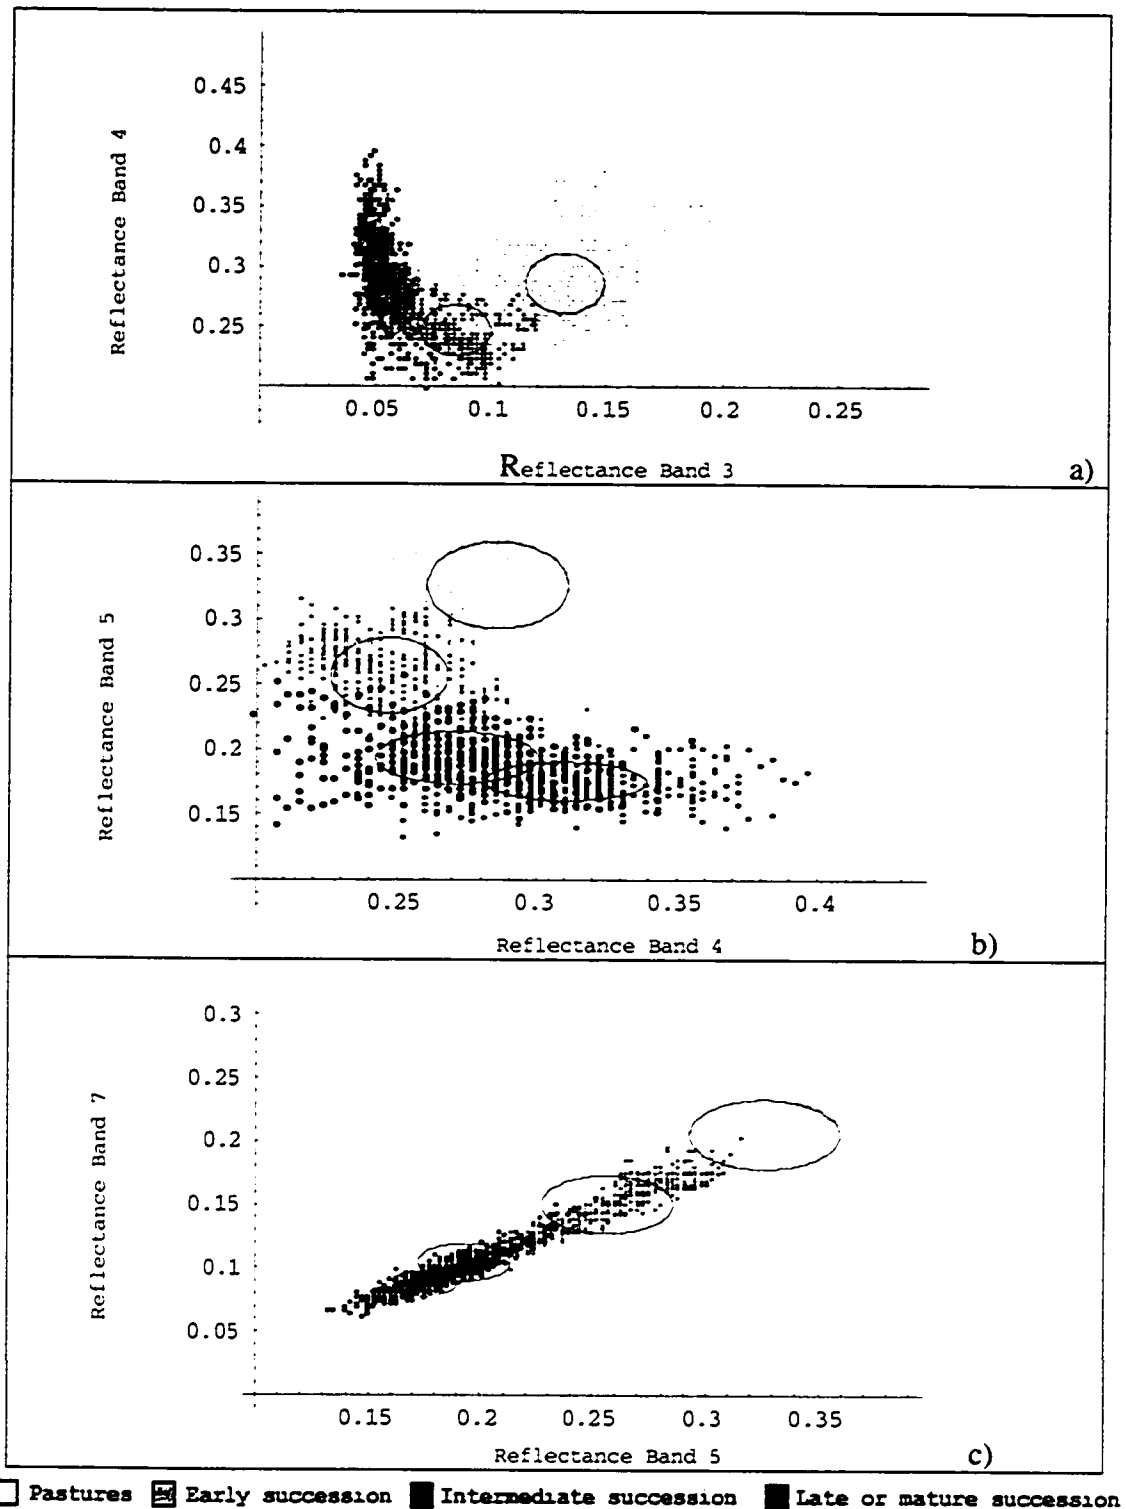 0.45
0.4
0.35
0.3
0.25
Reflectance Band 4
0.05 0.1 0.15 0.2 0.25
Reflectance Band 3
a)
0.35
0.3
0.25
0.2
0.15
Reflectance Band 5
0.25 0.3 0.35 0.4
Reflectance Band 4
b)
0.3
0.25
0.2
0.15
0.1
0.05
Reflectance Band 7
0.15 0.2 0.25 0.3 0.35
Reflectance Band 5
c)
Pastures Early succession Intermediate succession Late or mature succession